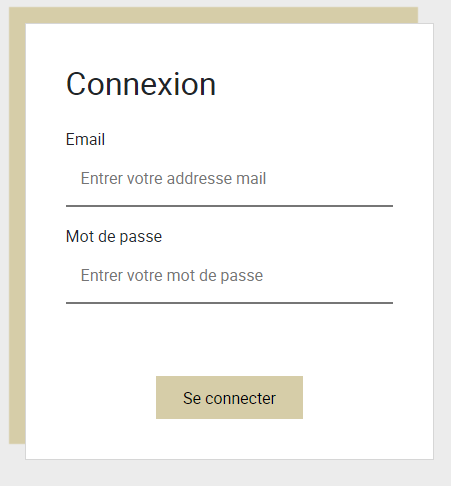 Connexion
Email
Entrer votre addresse mail
Mot de passe
Entrer votre mot de passe
Se connecter